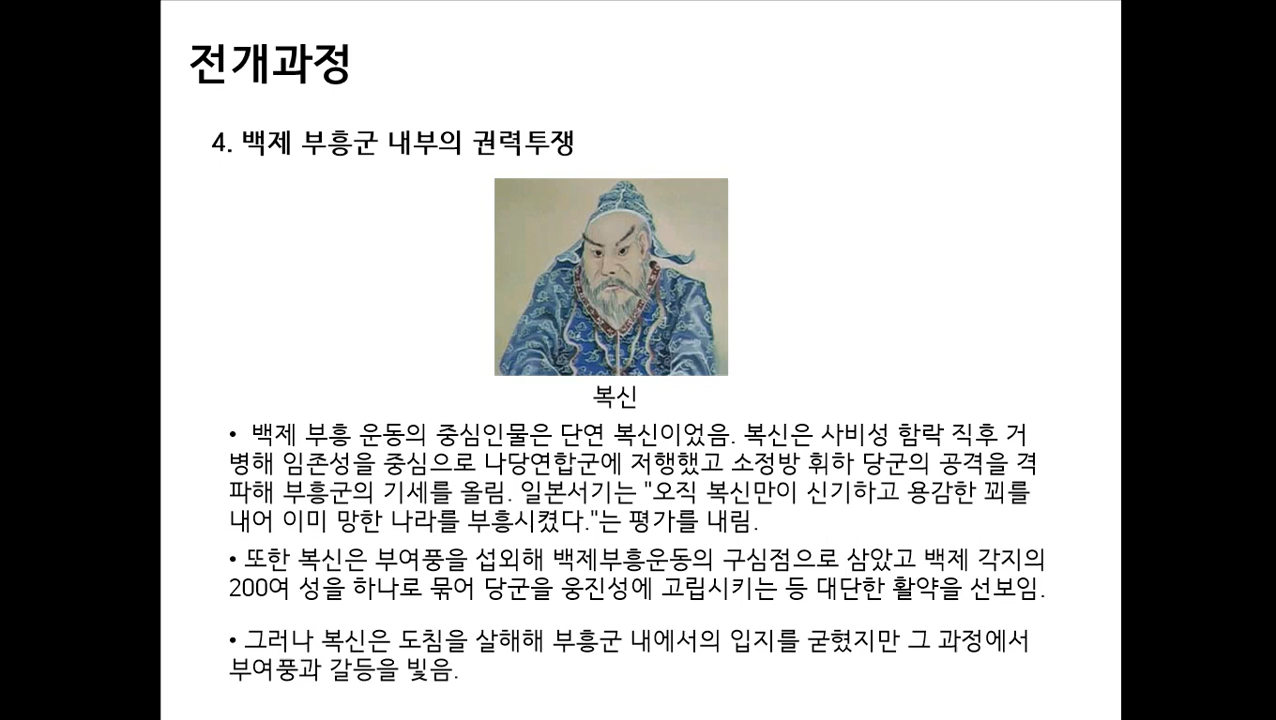 전개과정
4. 백제 부흥군 내부의 권력투쟁
복신
• 백제 부흥 운동의 중심인물은 단연 복신이었음. 복신은 사비성 함락 직후 거
병해 임존성을 중심으로 나당연합군에 저행했고 소정방 휘하 당군의 공격을 격
파해 부흥군의 기세를 올림. 일본서기는 "오직 복신만이 신기하고 용감한 꾀를
내어 이미 망한 나라를 부흥시켰다."는 평가를 내림.
• 또한 복신은 부여풍을 섭외해 백제부흥운동의 구심점으로 삼았고 백제 각지의
200여 성을 하나로 묶어 당군을 웅진성에 고립시키는 등 대단한 활약을 선보임.
• 그러나 복신은 도침을 살해해 부흥군 내에서의 입지를 굳혔지만 그 과정에서
부여풍과 갈등을 빚음.